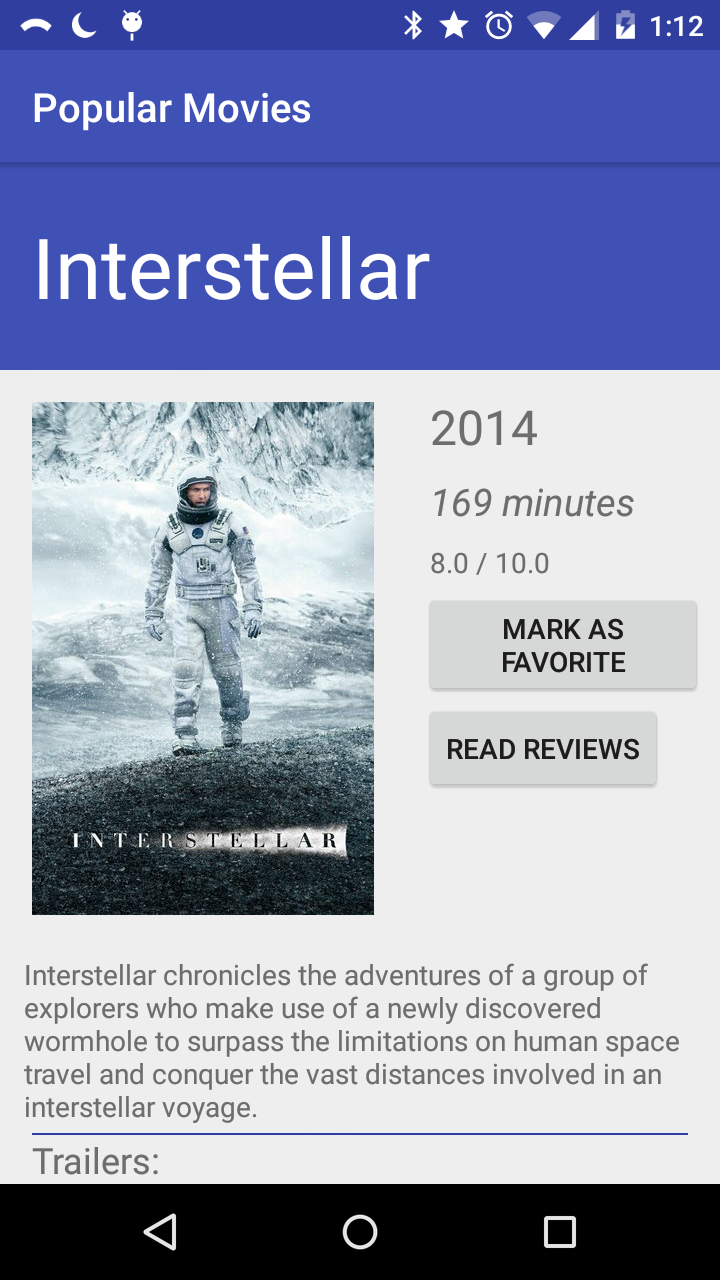 1:12
Popular Movies
Interstellar
2014
169 minutes
8.0 / 10.0
MARK AS
FAVORITE
READ REVIEWS
INTERSTELLAR
Interstellar chronicles the adventures of a group of
explorers who make use of a newly discovered
wormhole to surpass the limitations on human space
travel and conquer the vast distances involved in an
interstellar voyage.
Trailers: